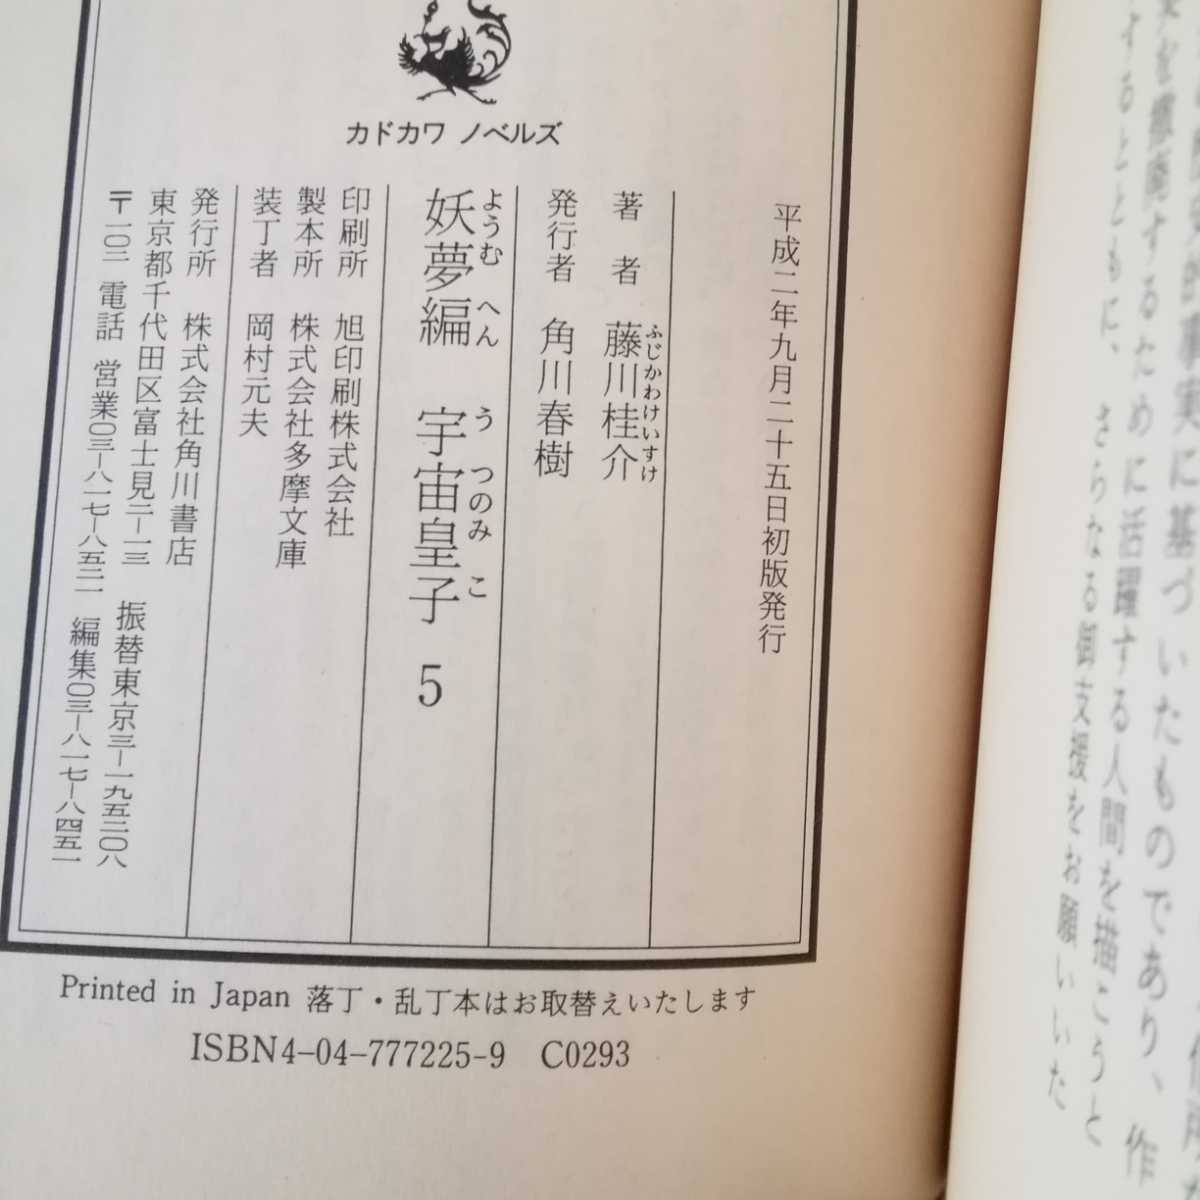 事実に基づいたものであり、作
するために活躍する人間を描こうと
するとともに、さらなる御支援をお願いいた
カドカワ ノベルズ
平成二年九月二十五日初版発行
著者 藤川桂介
ふじかわけいすけ
発行者 角川春樹
妖夢編 宇宙皇子 5
ようむ へん う つのみ こ
印刷所 旭印刷株式会社
製本所 株式会社多摩文庫
装丁者 岡村元夫
発行所 株式会社角川書店
東京都千代田区富士見二ー一三 振替東京三ー一九五二〇八
〒一〇二 電話 営業〇三ー八一七ー八五二一 編集〇三ー八一七ー八四五一
Printed in Japan 落丁・乱丁本はお取替えいたします
ISBN4-04-777225-9 C0293